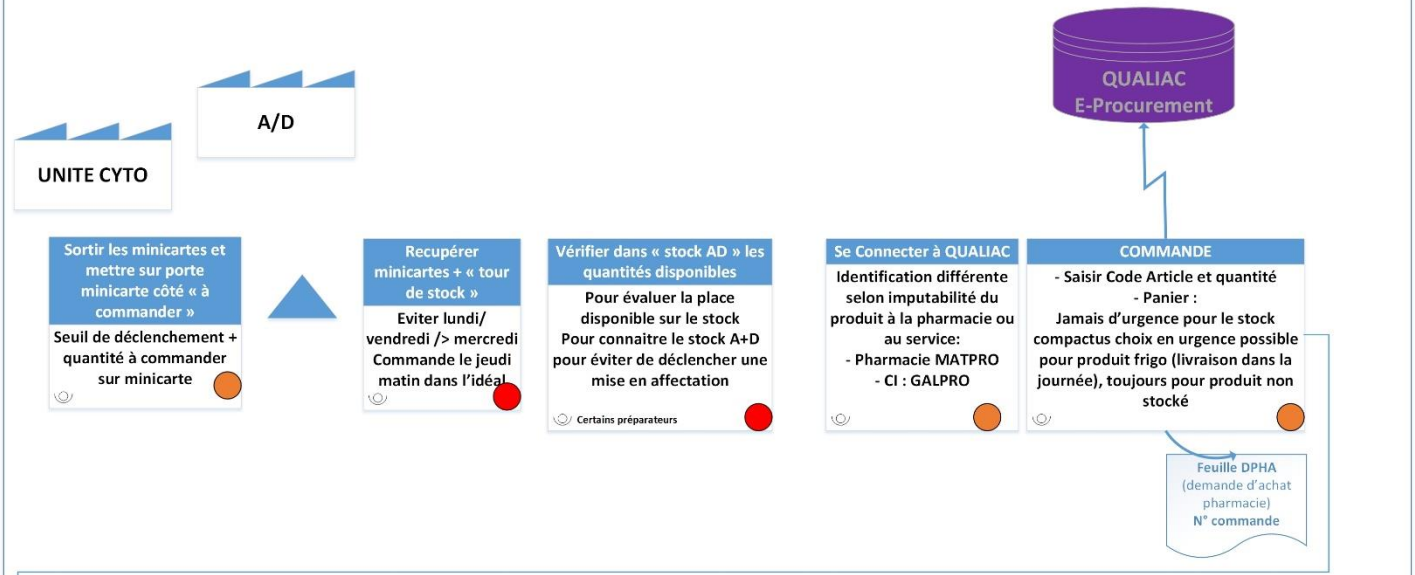 QUALIAC
E-Procurement
A/D
UNITE CYTO
Sortir les minicartes et
mettre sur porte
minicarte côté « à
commander »
Seuil de déclenchement +
quantité à commander
sur minicarte
Recupérer
minicartes + « tour
de stock »
Eviter lundi/
vendredi /> mercredi
Commande le jeudi
matin dans l'idéal
Vérifier dans « stock AD » les
quantités disponibles
Pour évaluer la place
disponible sur le stock
Pour connaitre le stock A+D
pour éviter de déclencher une
mise en affectation
Certains préparateurs
Se Connecter à QUALIAC
Identification différente
selon imputabilité du
produit à la pharmacie ou
au service:
- Pharmacie MATPRO
- CI : GALPRO
COMMANDE
- Saisir Code Article et quantité
- Panier :
Jamais d'urgence pour le stock
compactus choix en urgence possible
pour produit frigo (livraison dans la
journée), toujours pour produit non
stocké
Feuille DPHA
(demande d'achat
pharmacie)
N° commande